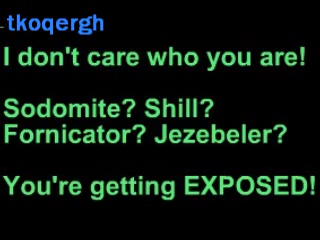 tkoqergh
I don't care who you are!
Sodomite? Shill?
Fornicator? Jezebeler?
You're getting EXPOSED!